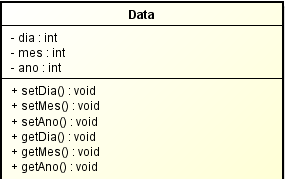 Data
- dia : int
- mes : int
- ano : int
+ setDia() : void
+ setMes() : void
+ setAno() : void
+ getDia() : void
+ getMes() : void
+ getAno() : void